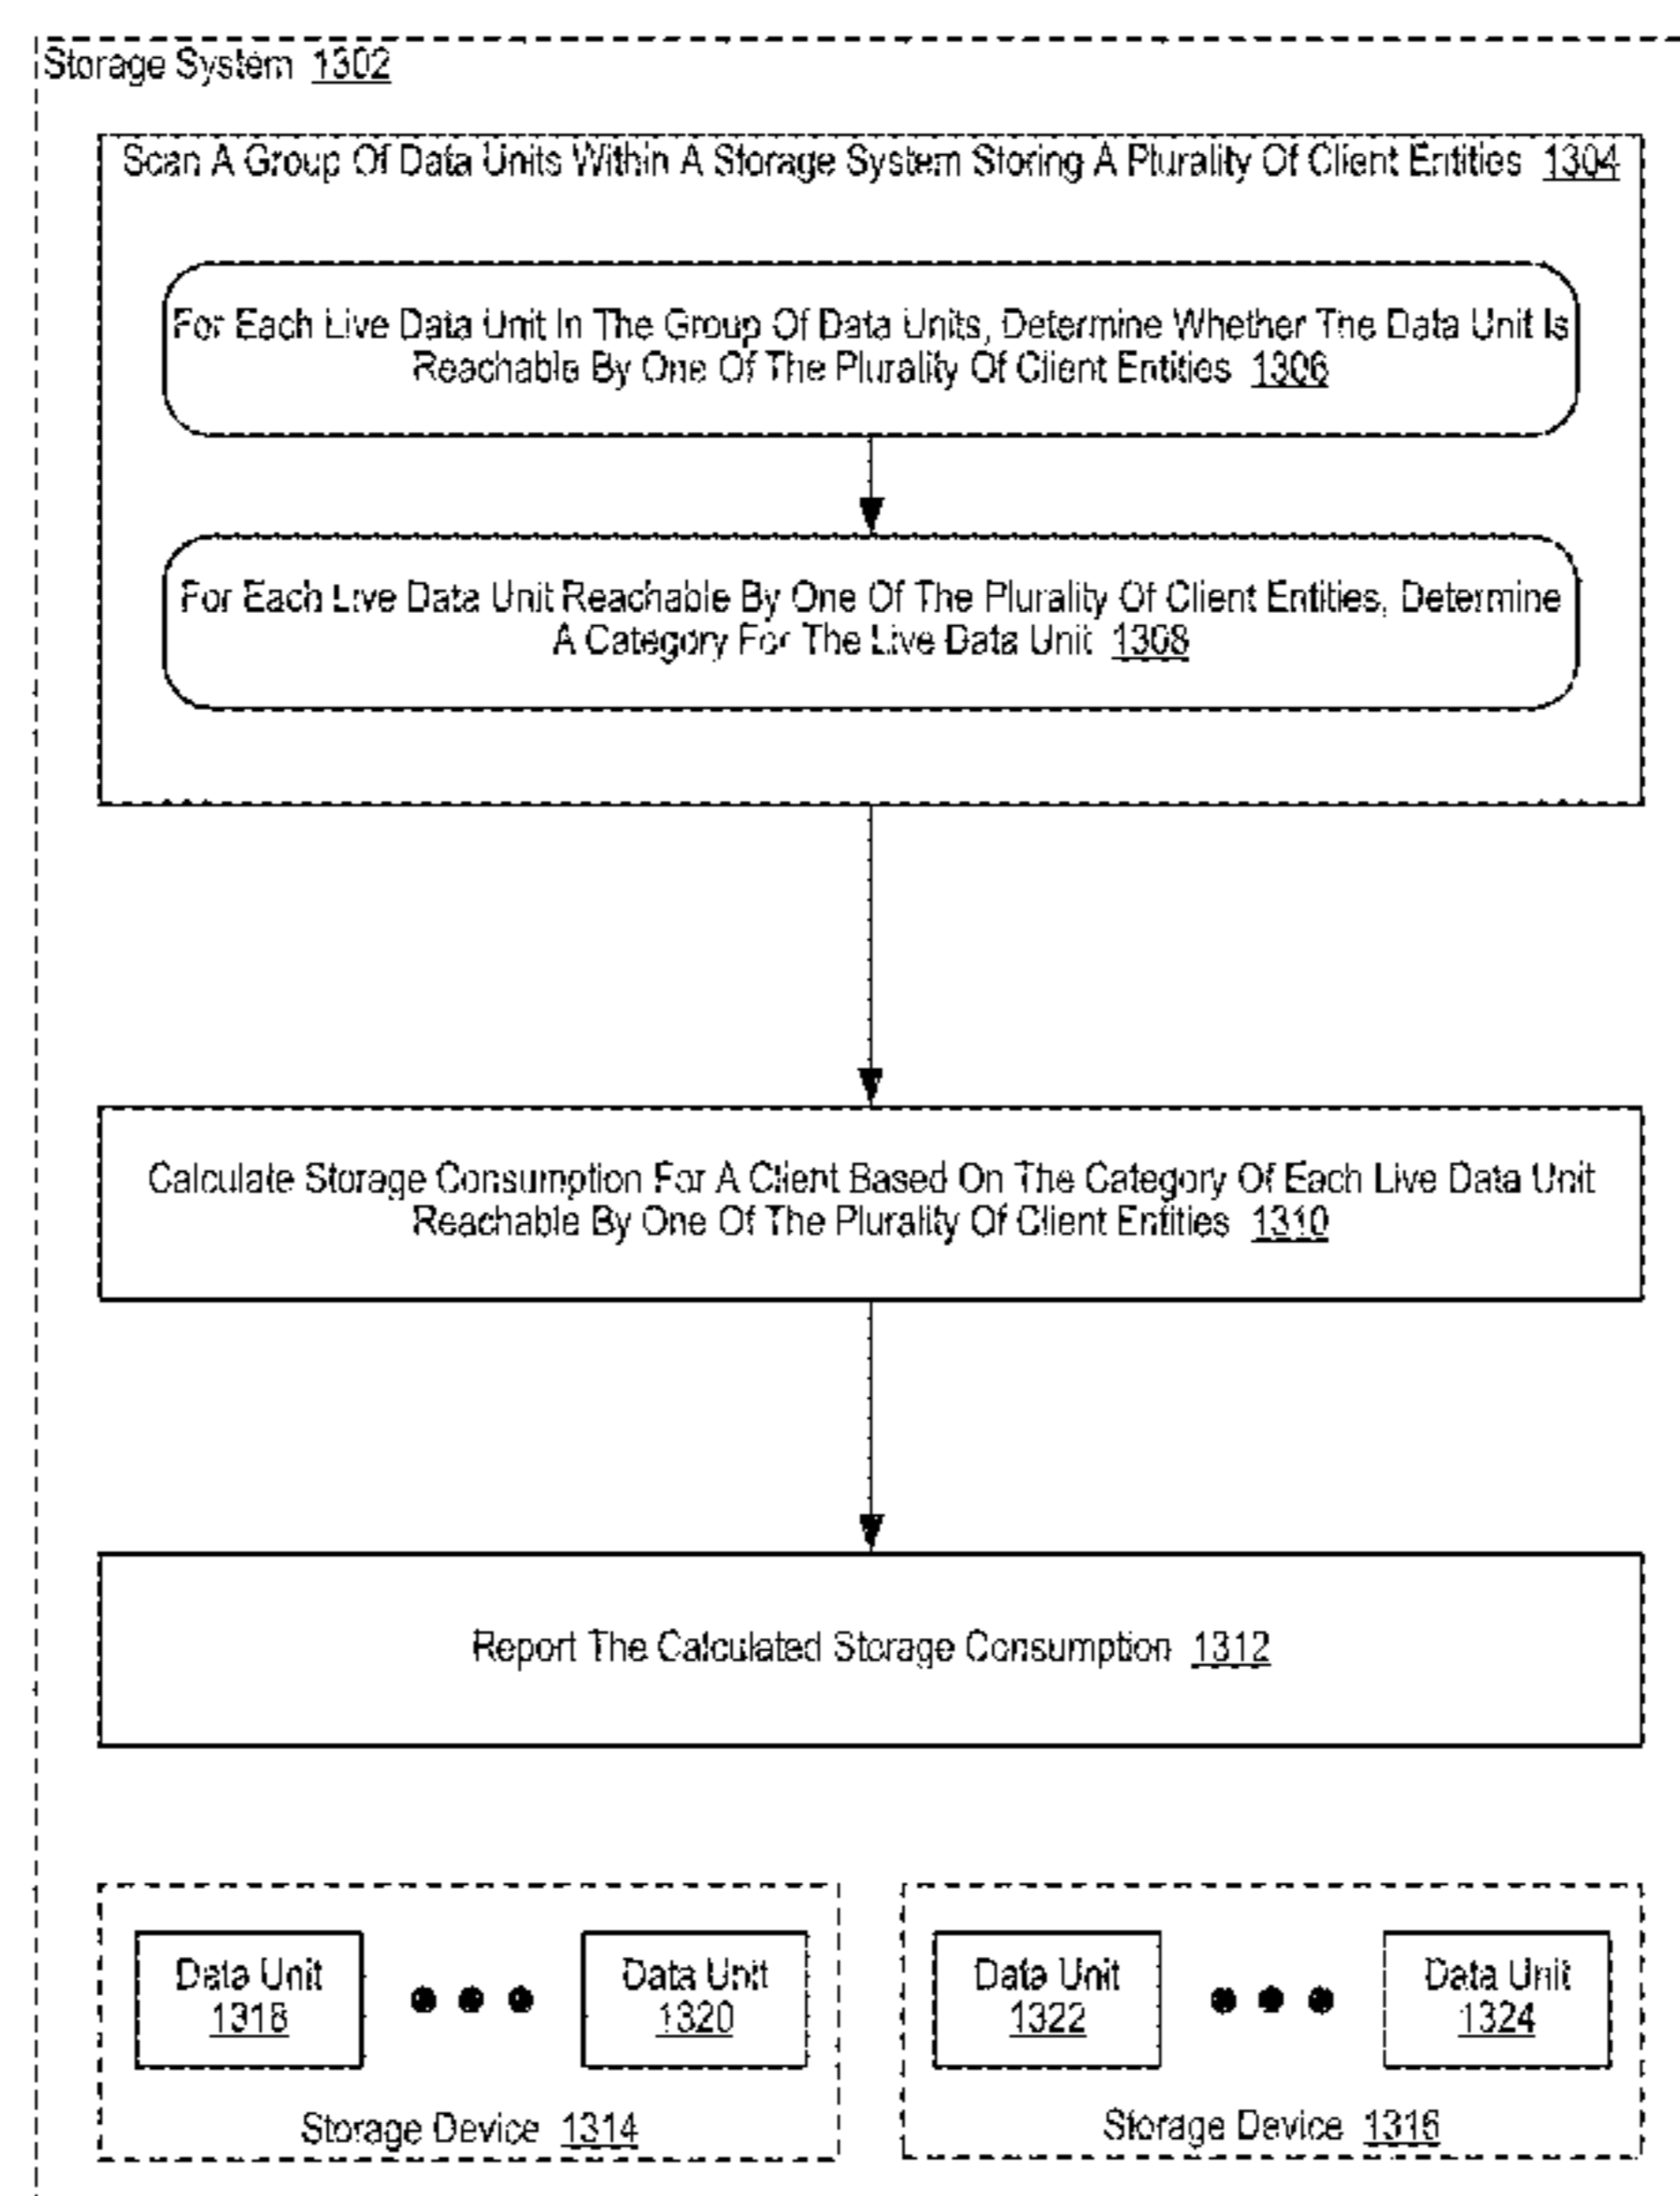 Storage System 1302
Scan A Group Of Data Units Within A Storage System Storing A Plurality Of Client Entities 1304
For Each Live Data Unit In The Group Of Data Units, Determine Whether The Data Unit Is
Reachable By One Of The Plurality Of Client Entities 1306
For Each Live Data Unit Reachable By One Of The Plurality Of Client Entities, Determine
A Category For The Live Data Unit 1308
Calculate Storage Consumption For A Client Based On The Category Of Each Live Data Unit
Reachable By One Of The Plurality Of Client Entities 1310
Report The Calculated Storage Consumption 1312
Data Unit
1318
Data Unit
1320
Storage Device 1314
Data Unit
1322
Data Unit
1324
Storage Device 1316